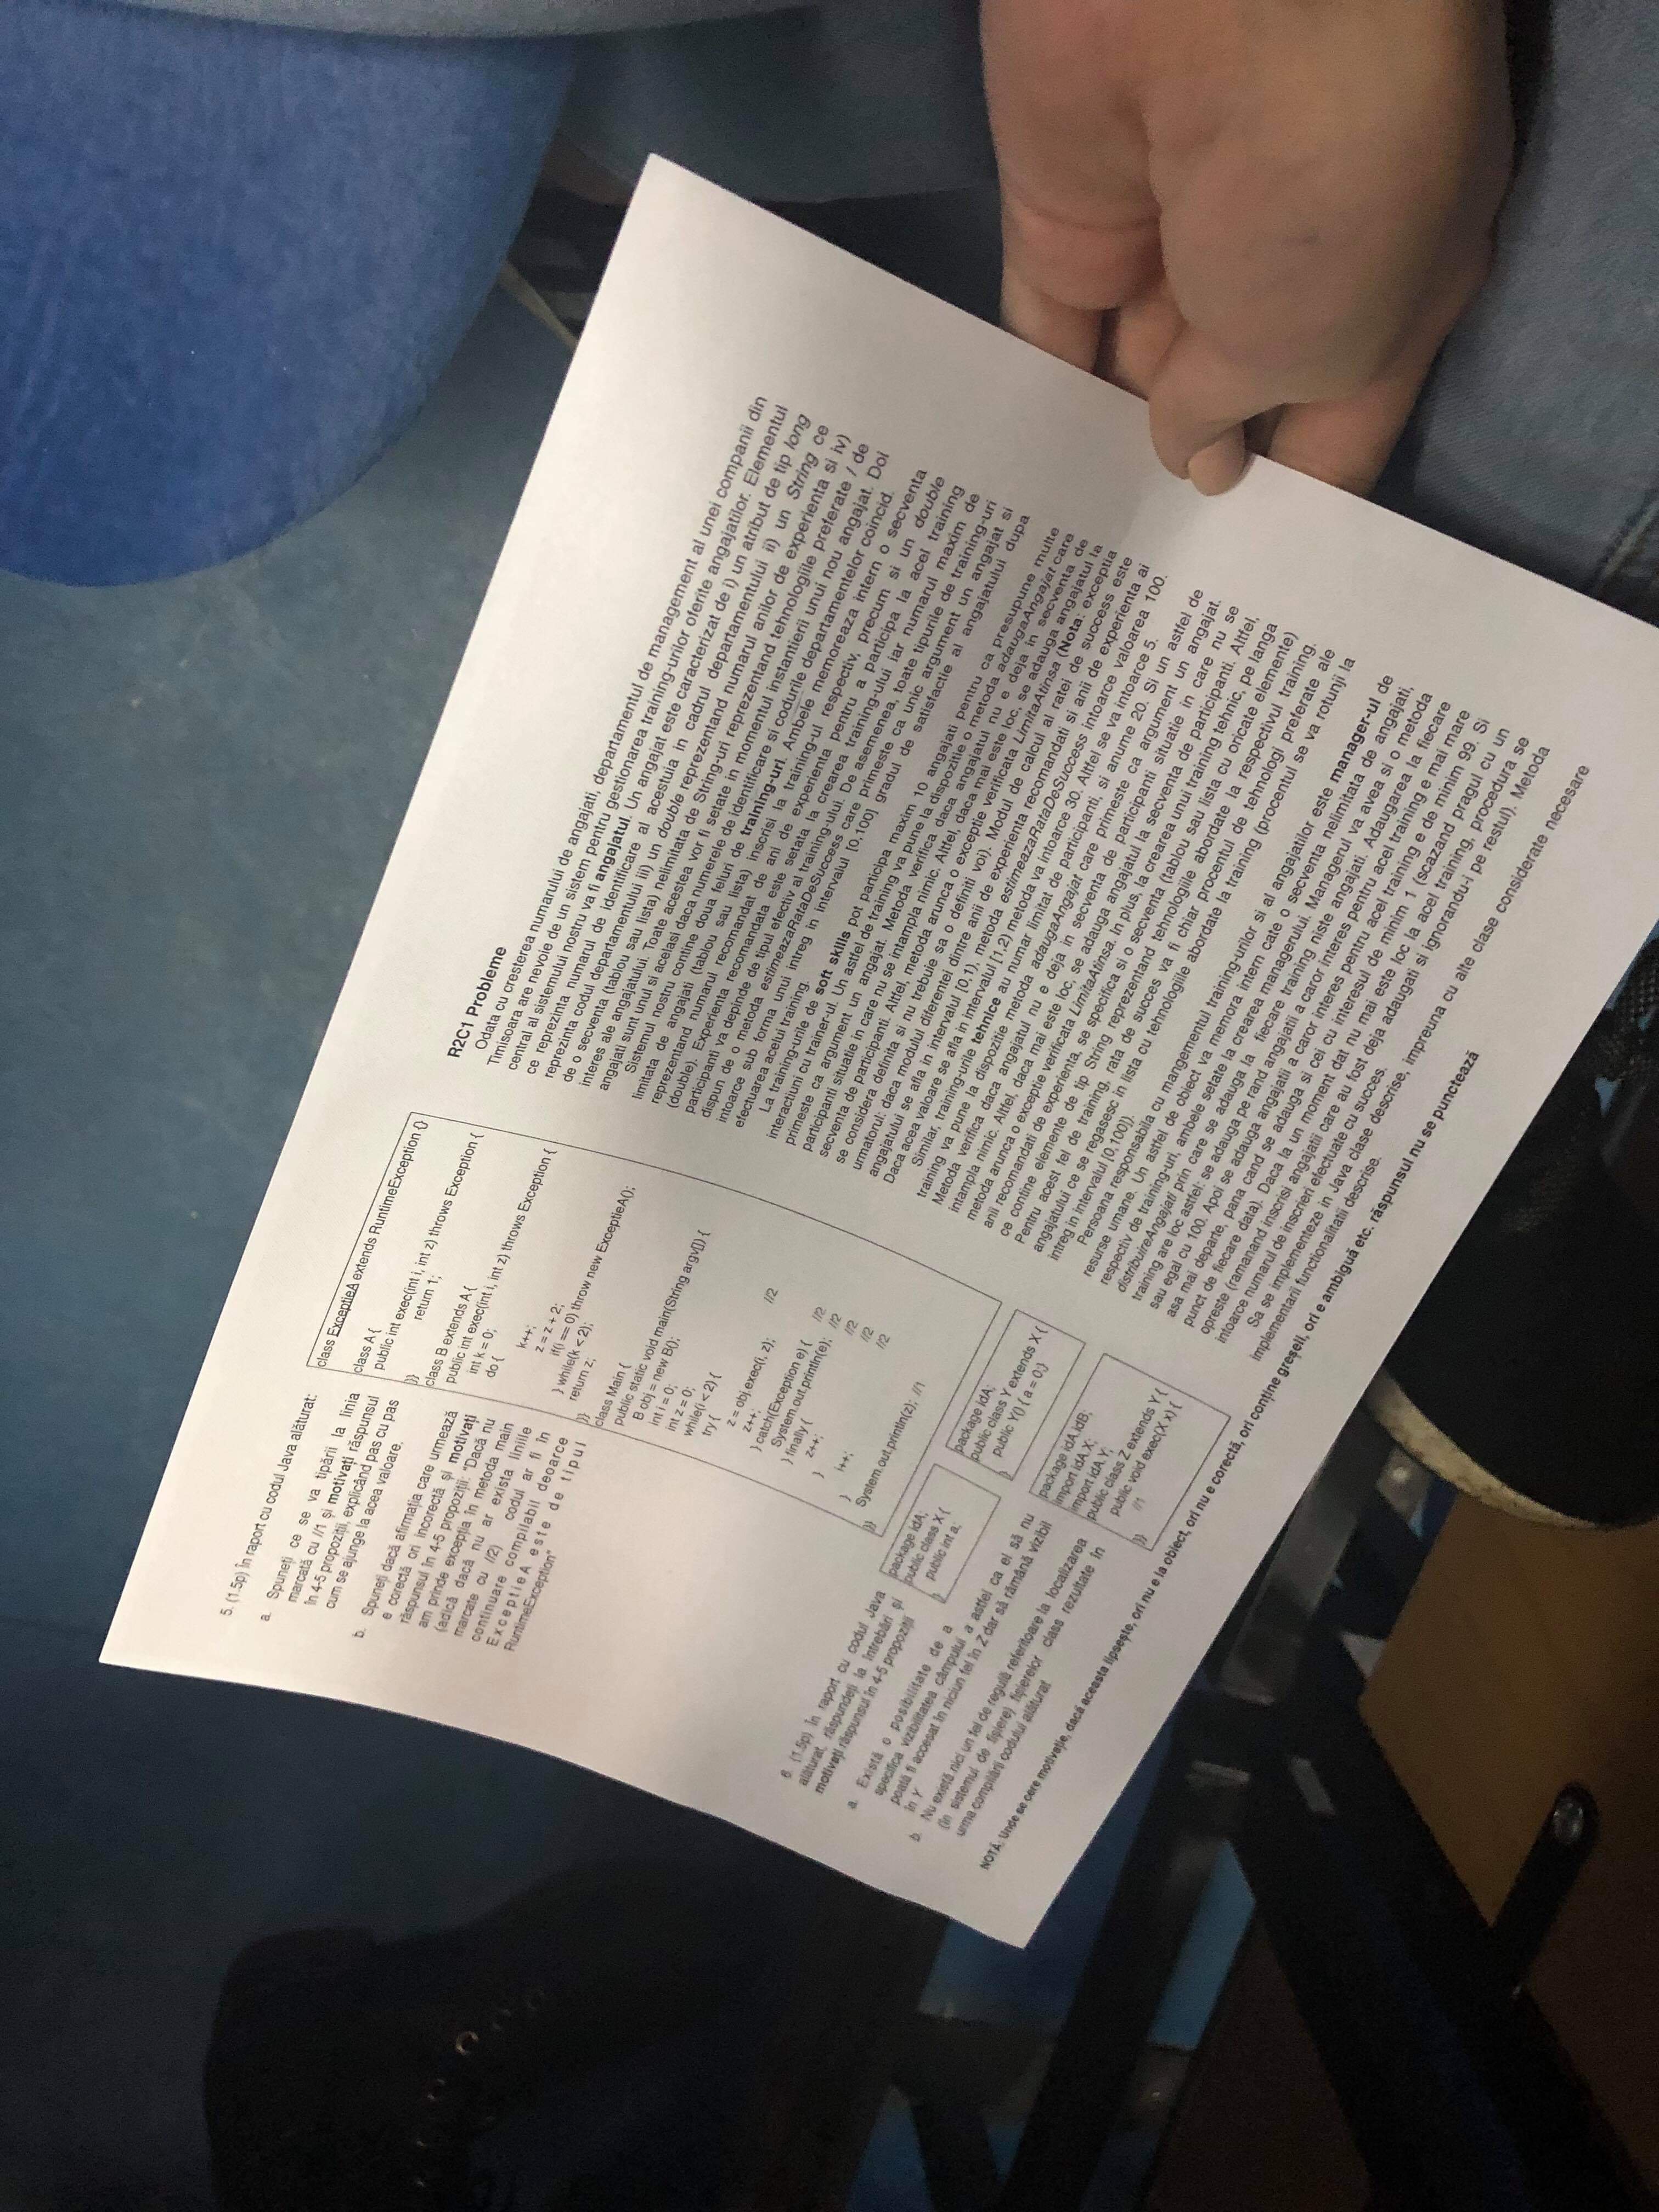 5. (1.5p) În raport cu codul Java alăturat:
a. Spuneți ce se va tipării la linia
marcată cu //1 și motivați răspunsul
în 4-5 propoziții, explicând pas cu pas
cum se ajunge la acea valoare.
b. Spuneți dacă afirmația care urmează
e corectă ori incorectă și motivați
răspunsul în 4-5 propoziții: "Dacă nu
am prinde excepția în metoda main
(adică dacă nu ar exista liniile
marcate cu //2) codul ar fi în
continuare compilabil deoarce
ExceptieA este de tipul
RuntimeException"
class ExceptieA extends RuntimeException {}
class A {
public int exec(int i, int z) throws Exception {
return 1;
}}
class B extends A {
public int exec(int i, int z) throws Exception {
int k = 0;
do {
k++;
z = z + 2;
if(i == 0) throw new ExceptieA();
} while(k < 2);
return z;
}}
class Main {
public static void main(String argv[]) {
B obj = new B();
int i = 0;
int z = 0;
while(i < 2) {
try { //2
z = obj.exec(i, z);
z++;
} catch(Exception e) { //2
System.out.println(e); //2
} finally { //2
z++; //2
} //2
i++;
}
System.out.println(z); //1
}}
6. (1.5p) În raport cu codul Java
alăturat, răspundeți la întrebări și
motivați răspunsul în 4-5 propoziții
a. Există o posibilitate de a
specifica vizibilitatea câmpului a astfel ca el să nu
poată fi accesat în niciun fel în Z dar să rămână vizibil
în Y
b. Nu există nici un fel de regulă referitoare la localizarea
(în sistemul de fișiere) fișierelor class rezultate în
urma compilării codului alăturat
package idA;
public class X {
public int a;
}
package idA;
public class Y extends X {
public Y() { a = 0;}
}
package idA.idB;
import idA.X;
import idA.Y;
public class Z extends Y {
public void exec(X x) {
//1
}}
NOTĂ: Unde se cere motivație, dacă aceasta lipsește, ori nu e la obiect, ori nu e corectă, ori conține greșeli, ori e ambiguă etc. răspunsul nu se punctează
R2C1 Probleme
Odata cu cresterea numarului de angajati, departamentul de management al unei companii din
Timisoara are nevoie de un sistem pentru gestionarea training-urilor oferite angajatilor. Elementul
central al sistemului nostru va fi angajatul. Un angajat este caracterizat de i) un atribut de tip long
ce reprezinta numarul de identificare al acestuia in cadrul departamentului ii) un String ce
reprezinta codul departamentului iii) un double reprezentand numarul anilor de experienta si iv)
de o secventa (tablou sau lista) nelimitata de String-uri reprezentand tehnologiile preferate / de
interes ale angajatului. Toate acestea vor fi setate in momentul instantierii unui nou angajat. Doi
angajati sunt unul si acelasi daca numerele de identificare si codurile departamentelor coincid.
Sistemul nostru contine doua feluri de training-uri. Ambele memoreaza intern o secventa
limitata de angajati (tablou sau lista) inscrisi la training-ul respectiv, precum si un double
reprezentand numarul recomandat de ani de experienta pentru a participa la acel training
(double). Experienta recomandata este setata la crearea training-ului iar numarul maxim de
participanti va depinde de tipul efectiv al training-ului. De asemenea, toate tipurile de training-uri
dispun de o metoda estimeazaRataDeSuccess care primeste ca unic argument un angajat si
intoarce sub forma unui intreg in intervalul [0,100] gradul de satisfactie al angajatului dupa
efectuarea acelui training.
La training-urile de soft skills pot participa maxim 10 angajati pentru ca presupune multe
interactiuni cu trainer-ul. Un astfel de training va pune la dispozitie o metoda adaugaAngajat care
primeste ca argument un angajat. Metoda verifica daca angajatul nu e deja in secventa de
participanti situatie in care nu se intampla nimic. Altfel, daca mai este loc, se adauga angajatul la
secventa de participanti. Altfel, metoda arunca o exceptie verificata LimitaAtinsa (Nota: exceptia
se considera definita si nu trebuie sa o definiti voi). Modul de calcul al ratei de success este
urmatorul: daca modulul diferentei dintre anii de experienta recomandati si anii de experienta ai
angajatului se afla in intervalul [0,1), metoda estimeazaRataDeSuccess intoarce valoarea 100.
Daca acea valoare se afla in intervalul [1,2) metoda va intoarce 30. Altfel se va intoarce 5.
Similar, training-urile tehnice au numar limitat de participanti, si anume 20. Si un astfel de
training va pune la dispozitie metoda adaugaAngajat care primeste ca argument un angajat.
Metoda verifica daca angajatul nu e deja in secventa de participanti situatie in care nu se
intampla nimic. Altfel, daca mai este loc, se adauga angajatul la secventa de participanti. Altfel,
metoda arunca o exceptie verificata LimitaAtinsa. In plus, la crearea unui training tehnic, pe langa
anii recomandati de experienta, se specifica si o secventa (tablou sau lista cu oricate elemente)
ce contine elemente de tip String reprezentand tehnologiile abordate la respectivul training.
Pentru acest fel de training, rata de succes va fi chiar procentul de tehnologi preferate ale
angajatului ce se regasesc in lista cu tehnologiile abordate la training (procentul se va rotunji la
intreg in intervalul [0,100]).
Persoana responsabila cu mangementul training-urilor si al angajatilor este manager-ul de
resurse umane. Un astfel de obiect va memora intern cate o secventa nelimitata de angajati,
respectiv de training-uri, ambele setate la crearea managerului. Managerul va avea si o metoda
distribuireAngajati prin care se adauga la fiecare training niste angajati. Adaugarea la fiecare
training are loc astfel: se adauga pe rand angajatii a caror interes pentru acel training e mai mare
sau egal cu 100. Apoi se adauga angajatii a caror interes pentru acel training e de minim 99. Si
asa mai departe, pana cand se adauga si cei cu interesul de minim 1 (scazand pragul cu un
punct de fiecare data). Daca la un moment dat nu mai este loc la acel training, procedura se
opreste (ramanand inscrisi angajatii care au fost deja adaugati si ignorandu-i pe restul). Metoda
intoarce numarul de inscrieri efectuate cu succes.
Sa se implementeze in Java clase descrise, impreuna cu alte clase considerate necesare
implementarii functionalitatii descrise.